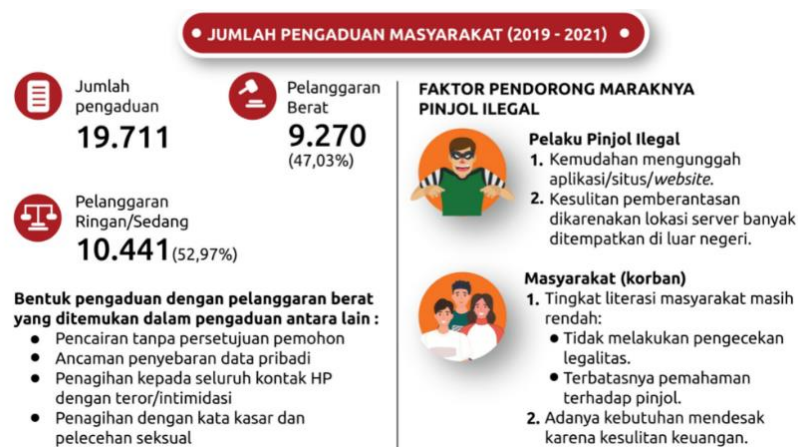 • JUMLAH PENGADUAN MASYARAKAT (2019 - 2021) •
Jumlah
pengaduan
19.711
Pelanggaran
Berat
9.270
(47,03%)
Pelanggaran
Ringan/Sedang
10.441 (52,97%)
Bentuk pengaduan dengan pelanggaran berat
yang ditemukan dalam pengaduan antara lain :
• Pencairan tanpa persetujuan pemohon
• Ancaman penyebaran data pribadi
• Penagihan kepada seluruh kontak HP
dengan teror/intimidasi
• Penagihan dengan kata kasar dan
pelecehan seksual
FAKTOR PENDORONG MARAKNYA
PINJOL ILEGAL
Pelaku Pinjol Ilegal
1. Kemudahan mengunggah
aplikasi/situs/website.
2. Kesulitan pemberantasan
dikarenakan lokasi server banyak
ditempatkan di luar negeri.
Masyarakat (korban)
1. Tingkat literasi masyarakat masih
rendah:
• Tidak melakukan pengecekan
legalitas.
• Terbatasnya pemahaman
terhadap pinjol.
2. Adanya kebutuhan mendesak
karena kesulitan keuangan.